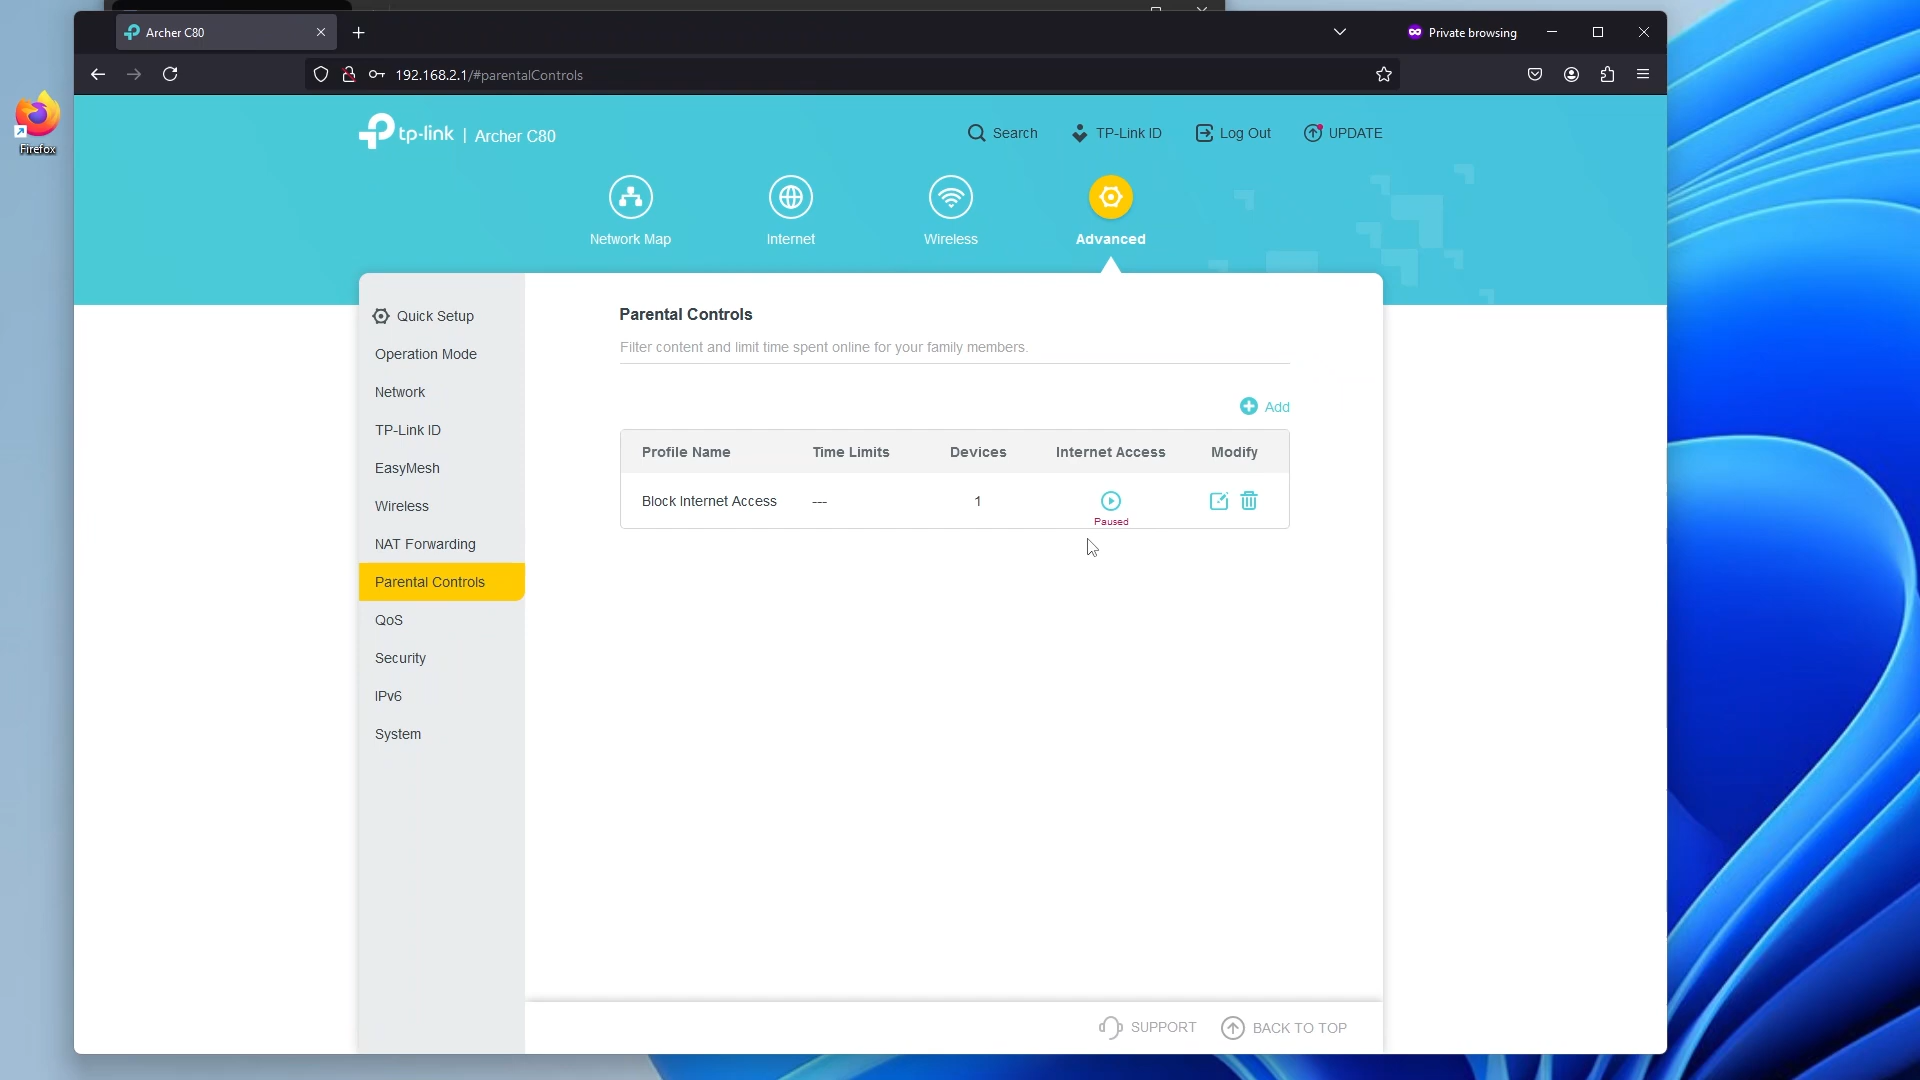 Archer C80
Private browsing
192.168.2.1/#parentalControls
Firefox
tp-link | Archer C80
Search
TP-Link ID
Log Out
UPDATE
Network Map
Internet
Wireless
Advanced
Quick Setup
Operation Mode
Network
TP-Link ID
EasyMesh
Wireless
NAT Forwarding
Parental Controls
QoS
Security
IPv6
System
Parental Controls
Filter content and limit time spent online for your family members.
Add
Profile Name Time Limits Devices Internet Access Modify
Block Internet Access --- 1
Paused
SUPPORT
BACK TO TOP